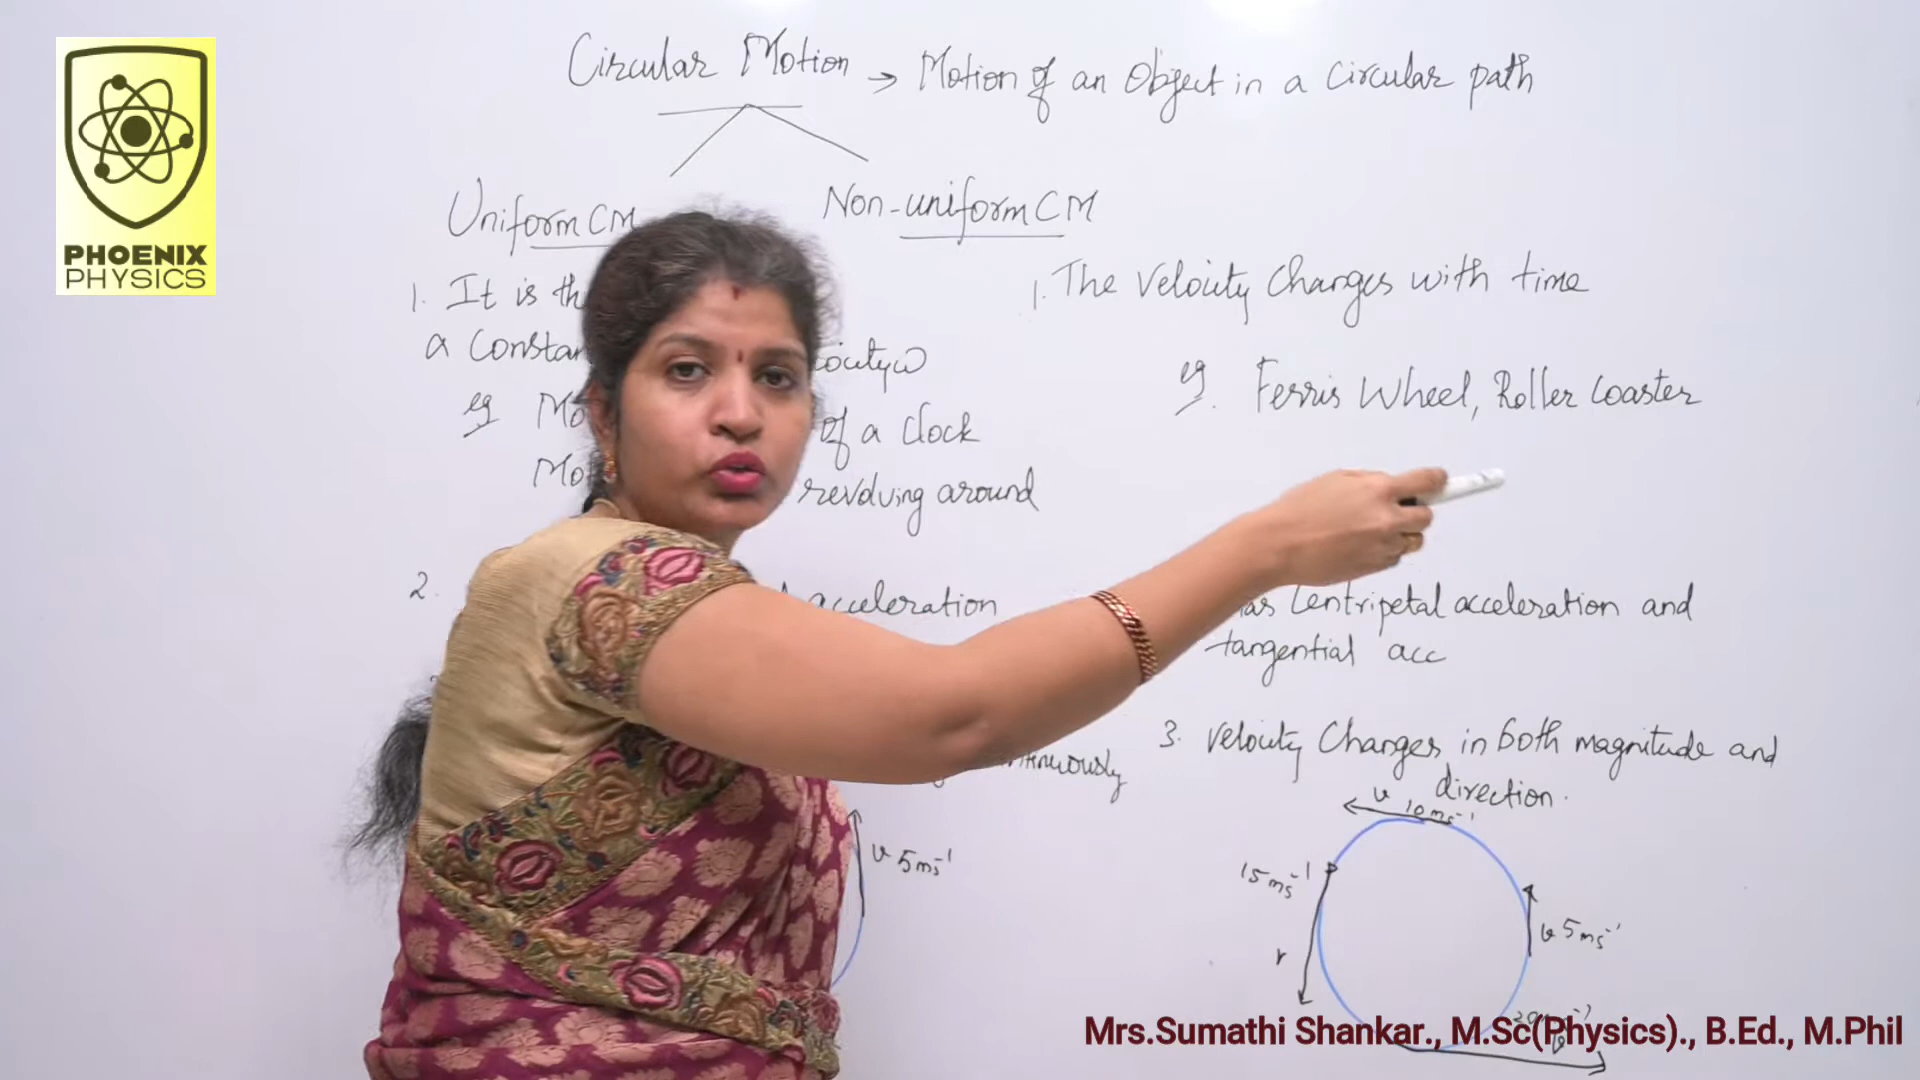 PHOENIX
PHYSICS
Circular Motion → Motion of an Object in a Circular path
Uniform CM
Non-uniform CM
1. It is th
a Constan ocity ω
eg Mo of a Clock
Mo revolving around
2. acceleration
ntinuously
v 5ms⁻¹
1. The Velocity Changes with time
eg. Ferris Wheel, Roller Coaster
has Centripetal acceleration and
tangential acc
3. Velocity Changes in both magnitude and
direction.
v 10ms⁻¹
15ms⁻¹
v 5ms⁻¹
Mrs.Sumathi Shankar., M.Sc(Physics)., B.Ed., M.Phil